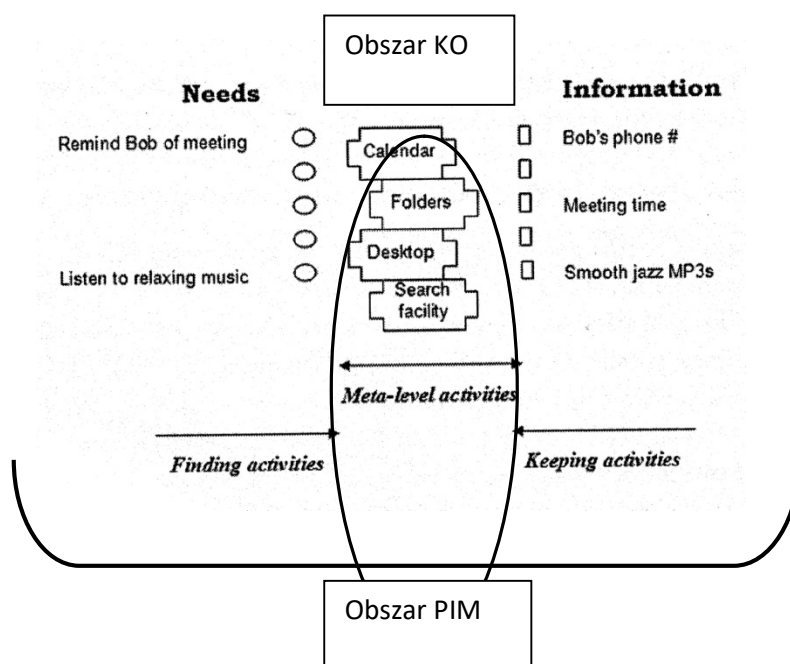 Obszar KO
Needs
Information
Remind Bob of meeting
Calendar
Bob's phone #
Folders
Meeting time
Desktop
Listen to relaxing music
Search
facility
Smooth jazz MP3s
Meta-level activities
Finding activities
Keeping activities
Obszar PIM